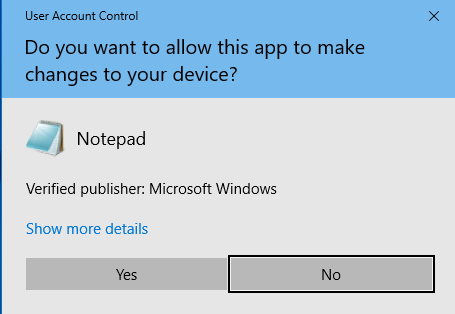 User Account Control
Do you want to allow this app to make
changes to your device?
Notepad
Verified publisher: Microsoft Windows
Show more details
Yes
No